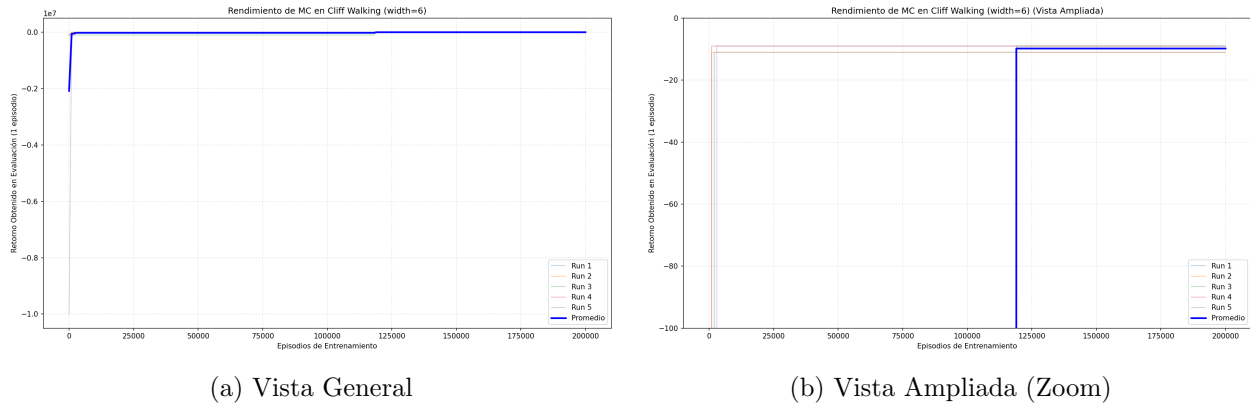 Rendimiento de MC en Cliff Walking (width=6)
1e7
0.0
−0.2
−0.4
−0.6
−0.8
−1.0
Retorno Obtenido en Evaluación (1 episodio)
0
25000
50000
75000
100000
125000
150000
175000
200000
Episodios de Entrenamiento
Run 1
Run 2
Run 3
Run 4
Run 5
Promedio
(a) Vista General
Rendimiento de MC en Cliff Walking (width=6) (Vista Ampliada)
0
−20
−40
−60
−80
−100
Retorno Obtenido en Evaluación (1 episodio)
0
25000
50000
75000
100000
125000
150000
175000
200000
Episodios de Entrenamiento
Run 1
Run 2
Run 3
Run 4
Run 5
Promedio
(b) Vista Ampliada (Zoom)